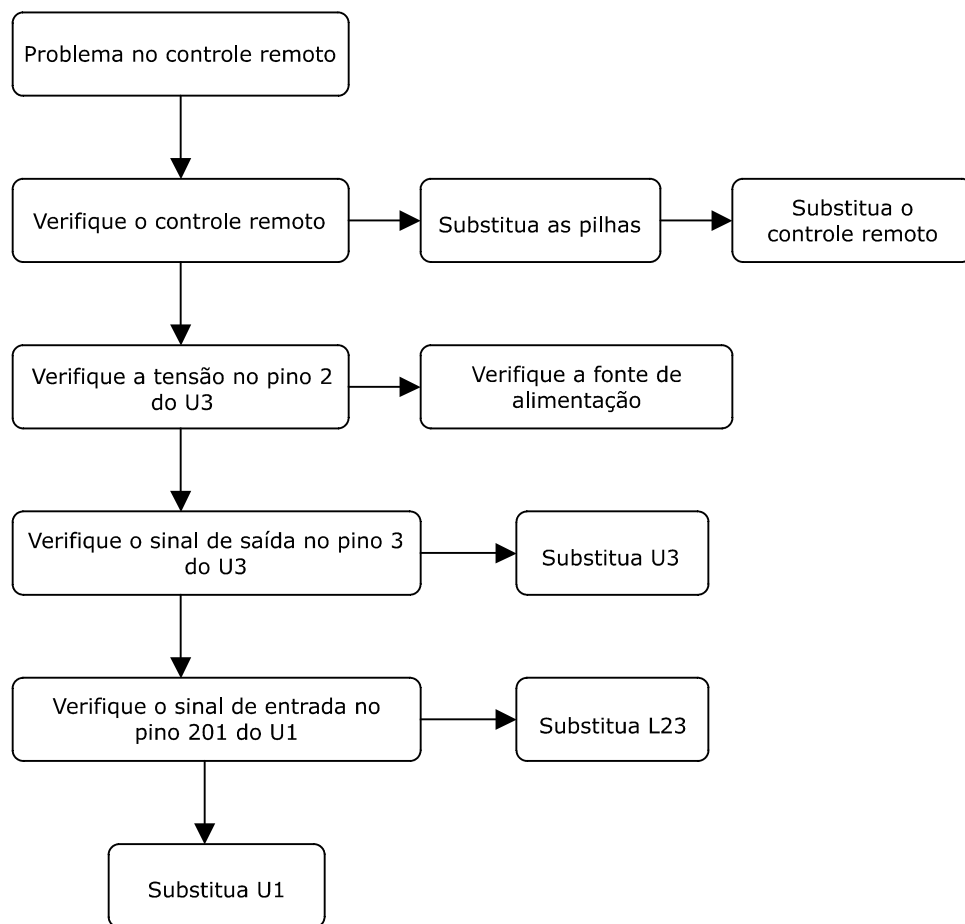 Problema no controle remoto
Verifique o controle remoto
Substitua as pilhas
Substitua o
controle remoto
Verifique a tensão no pino 2
do U3
Verifique a fonte de
alimentação
Verifique o sinal de saída no pino 3
do U3
Substitua U3
Verifique o sinal de entrada no
pino 201 do U1
Substitua L23
Substitua U1